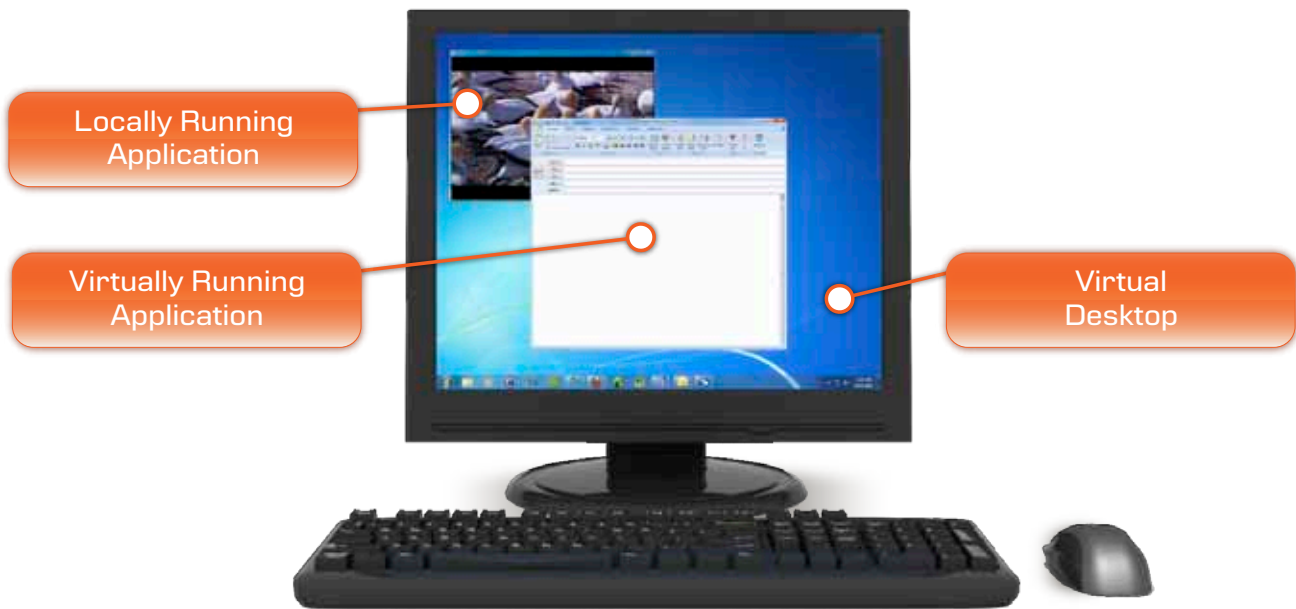 Locally Running
Application
Virtually Running
Application
Virtual
Desktop